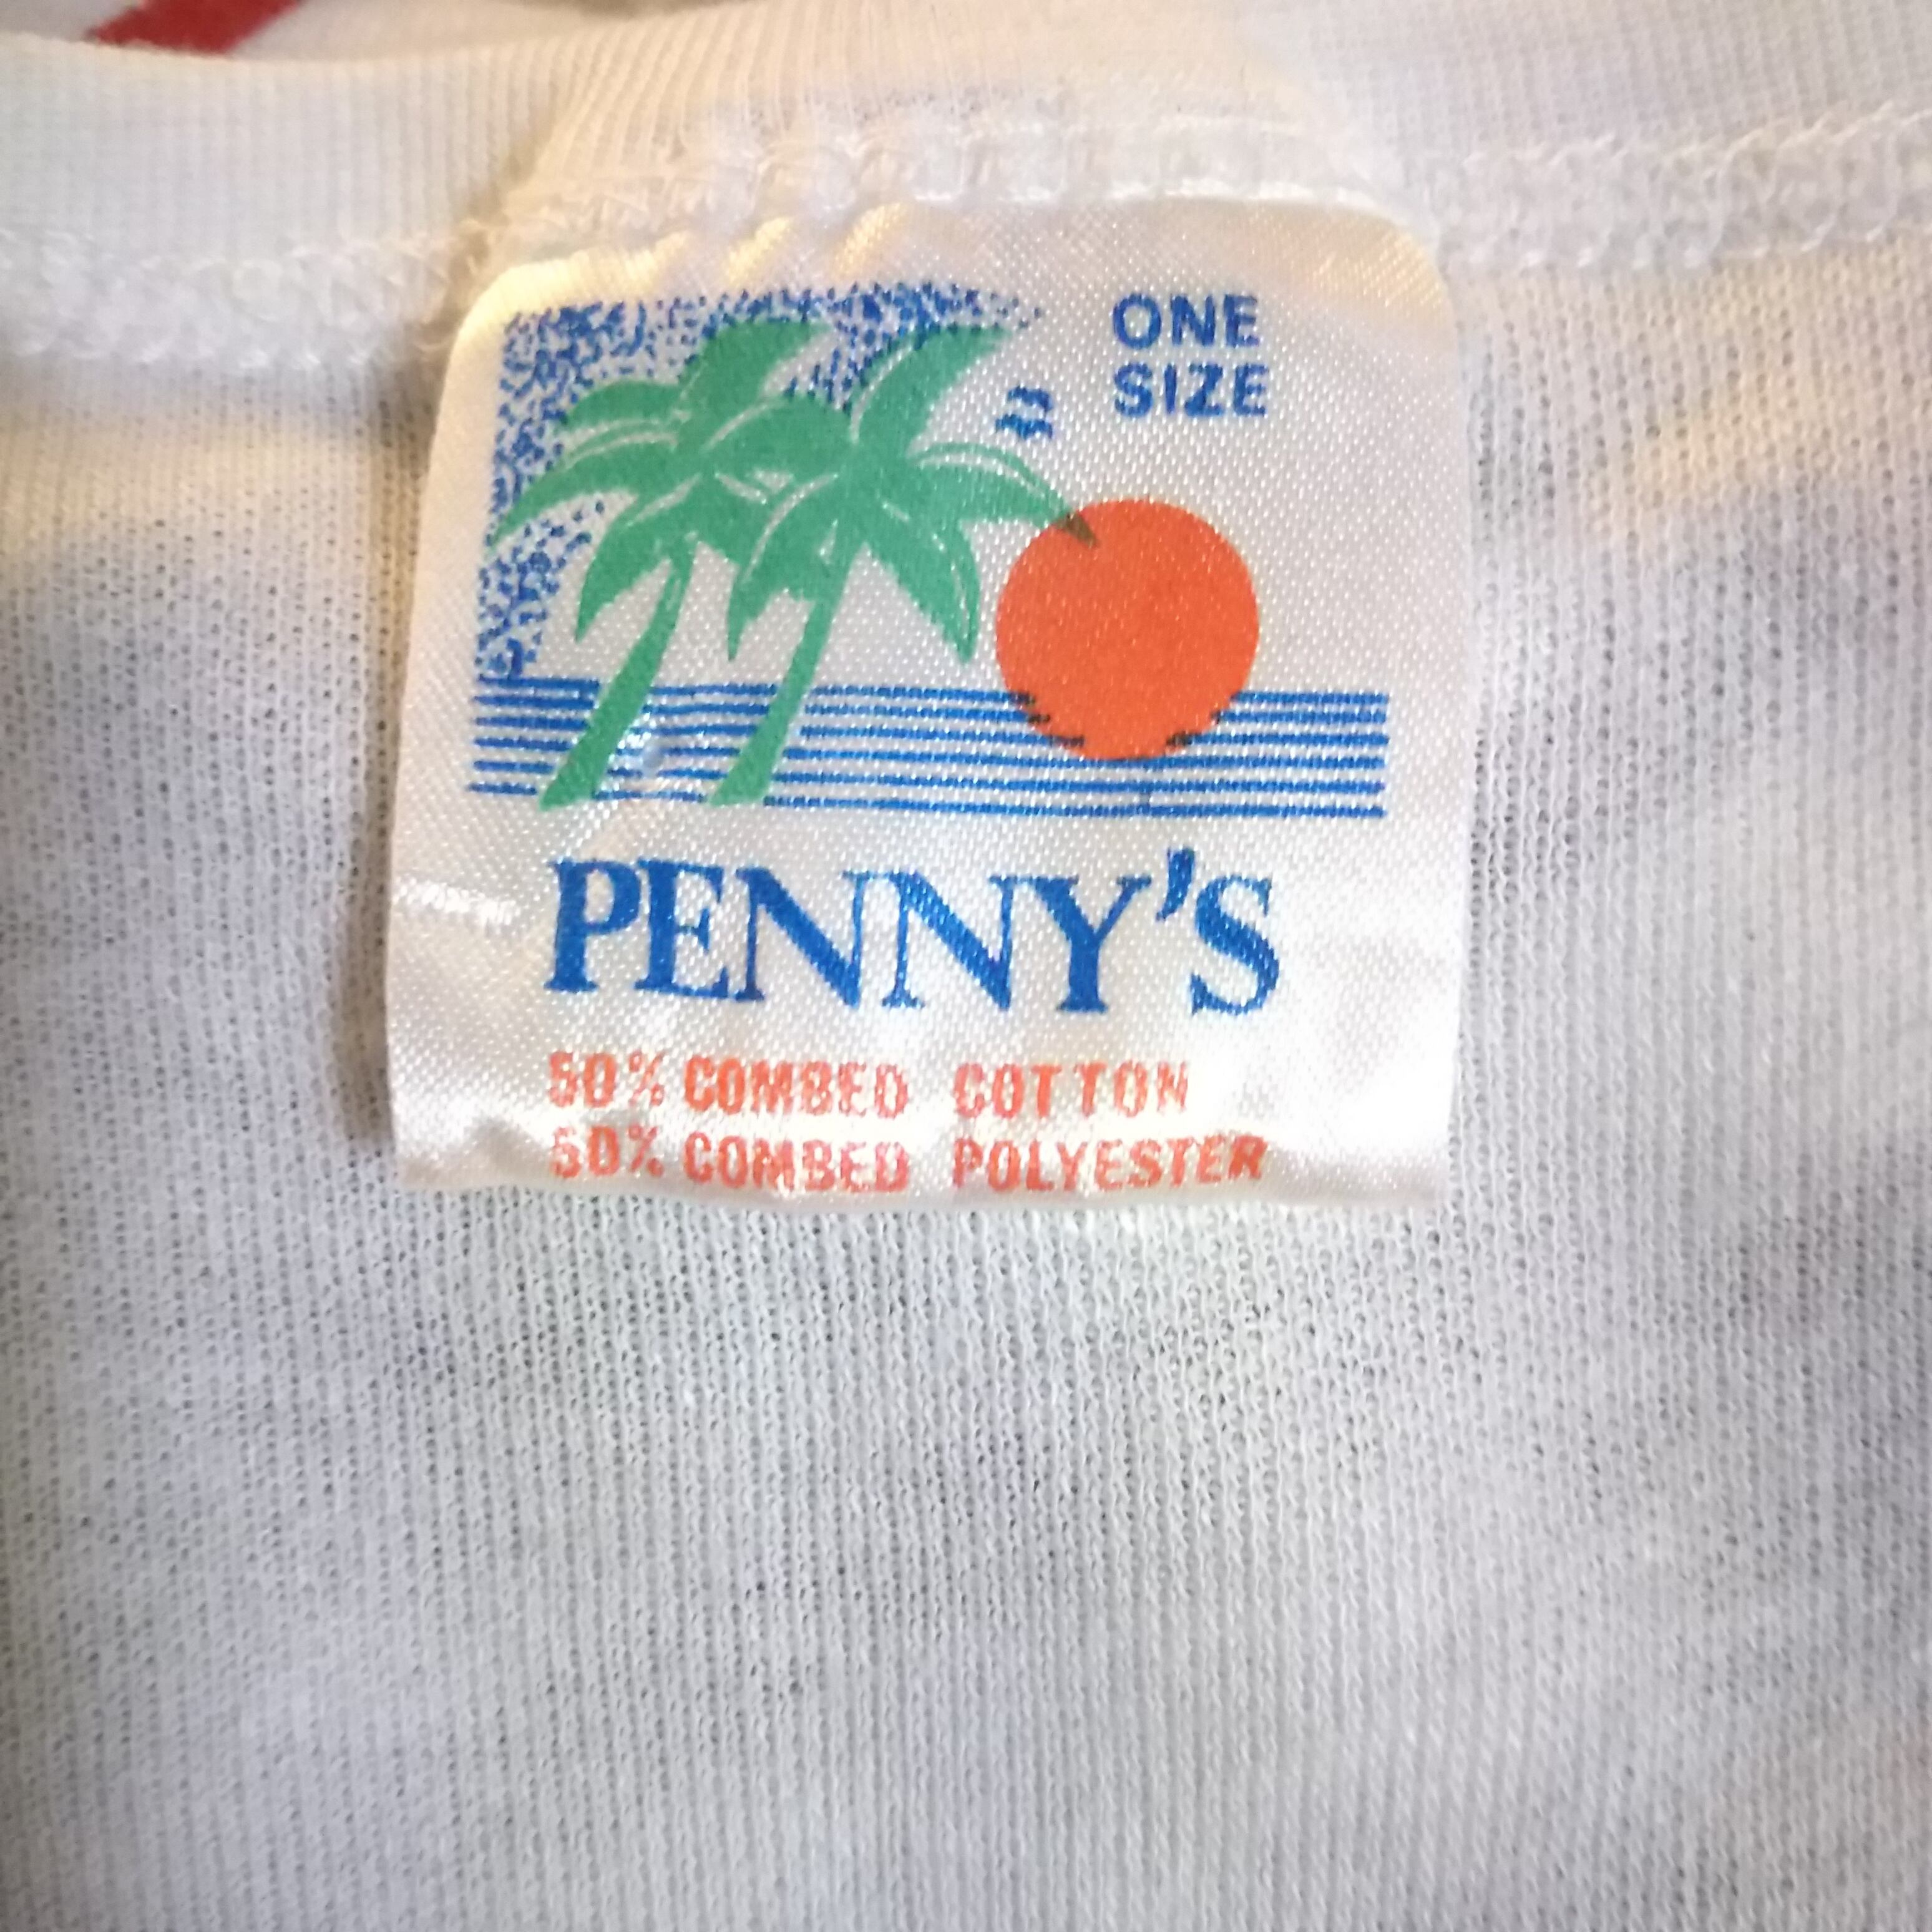 ONE
SIZE
PENNY'S
50% COMBED COTTON
50% COMBED POLYESTER